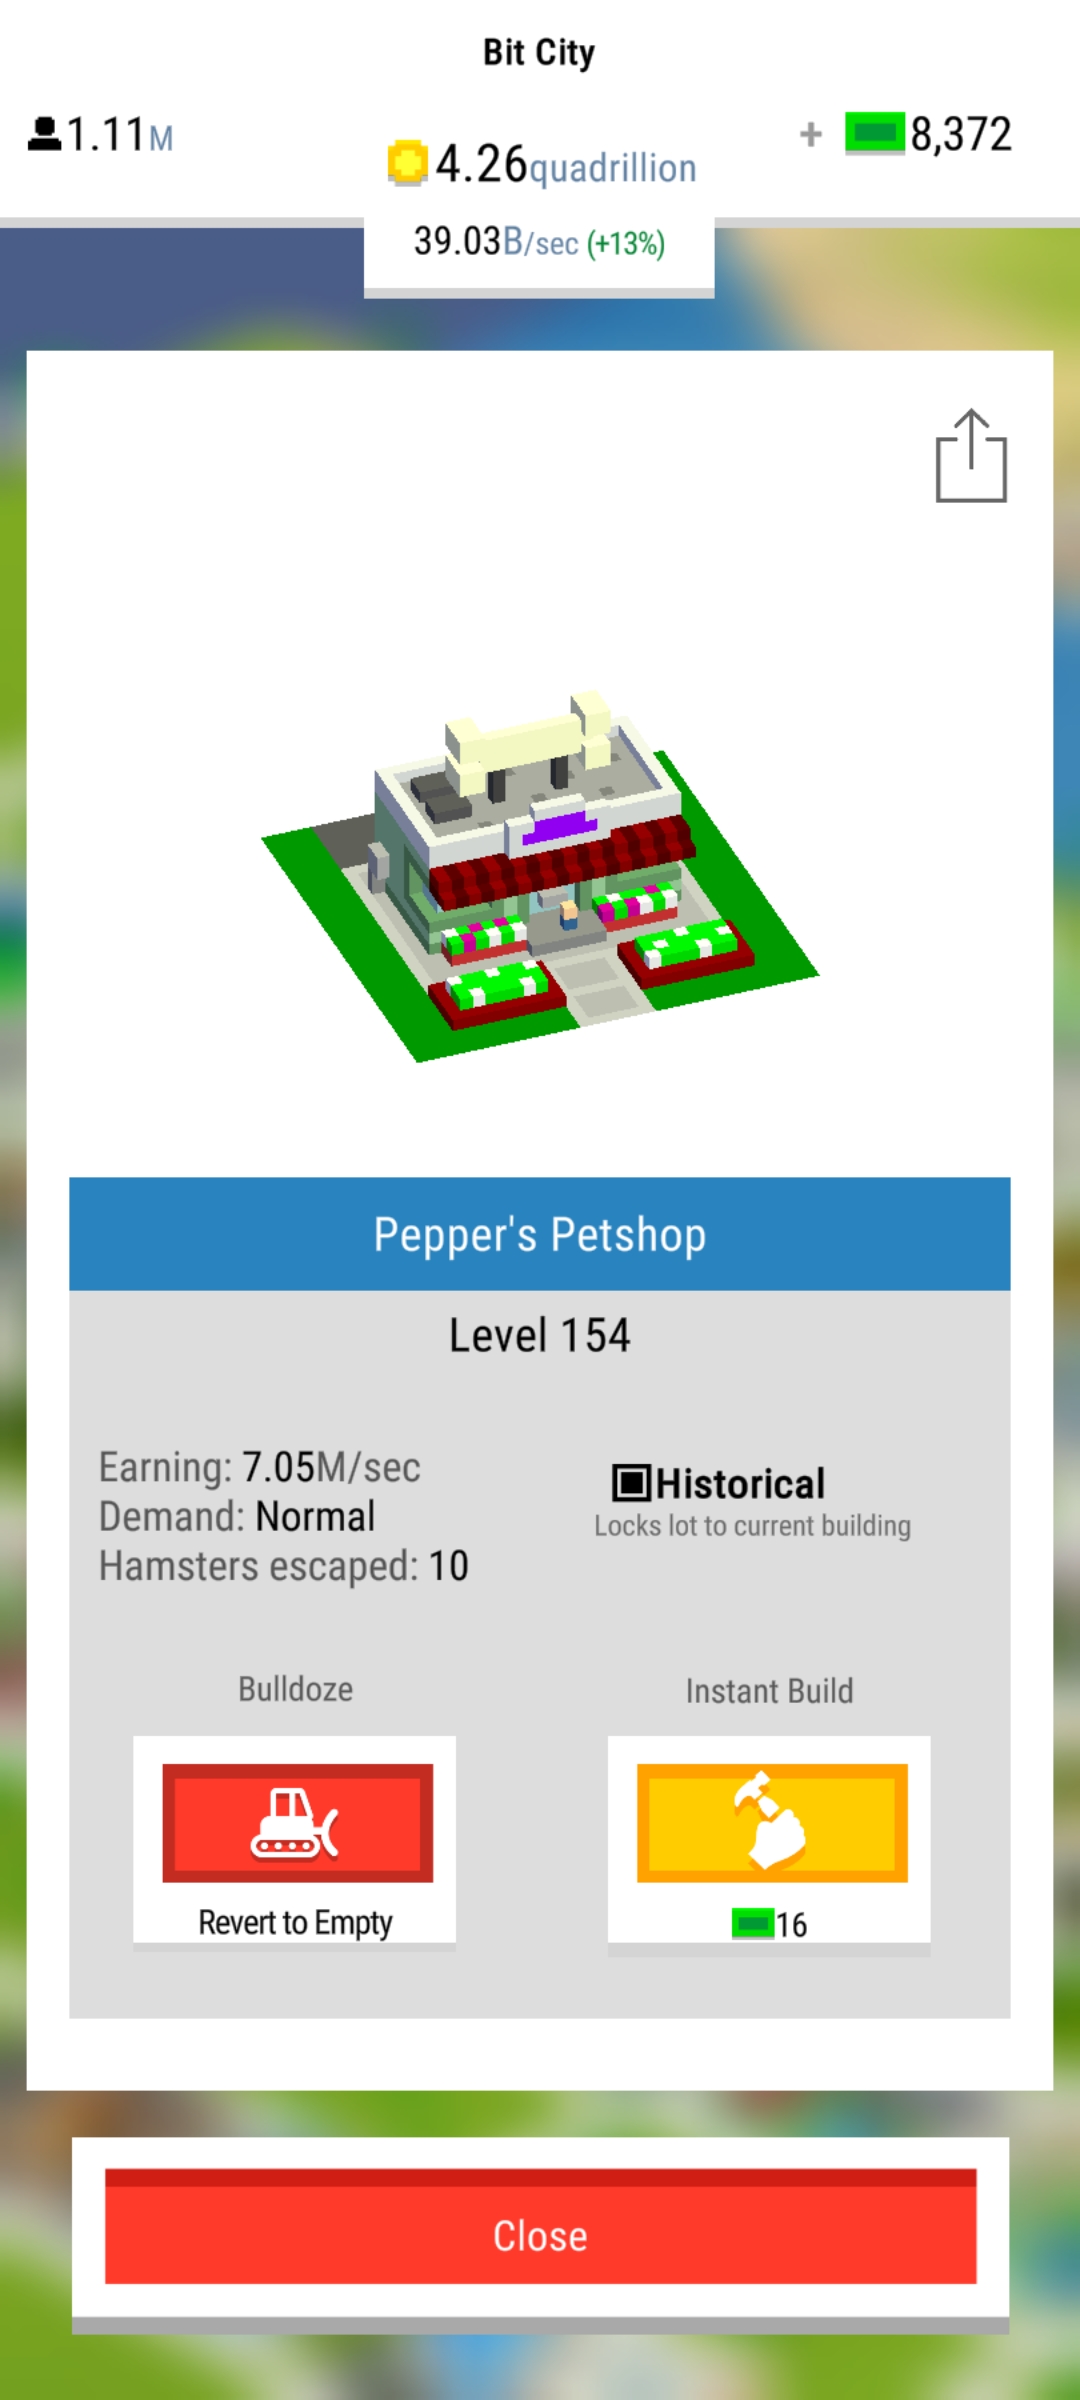 Bit City
1.11M
4.26quadrillion
+ 8,372
39.03B/sec (+13%)
Pepper's Petshop
Level 154
Earning: 7.05M/sec
Demand: Normal
Hamsters escaped: 10
Historical
Locks lot to current building
Bulldoze
Instant Build
Revert to Empty
16
Close